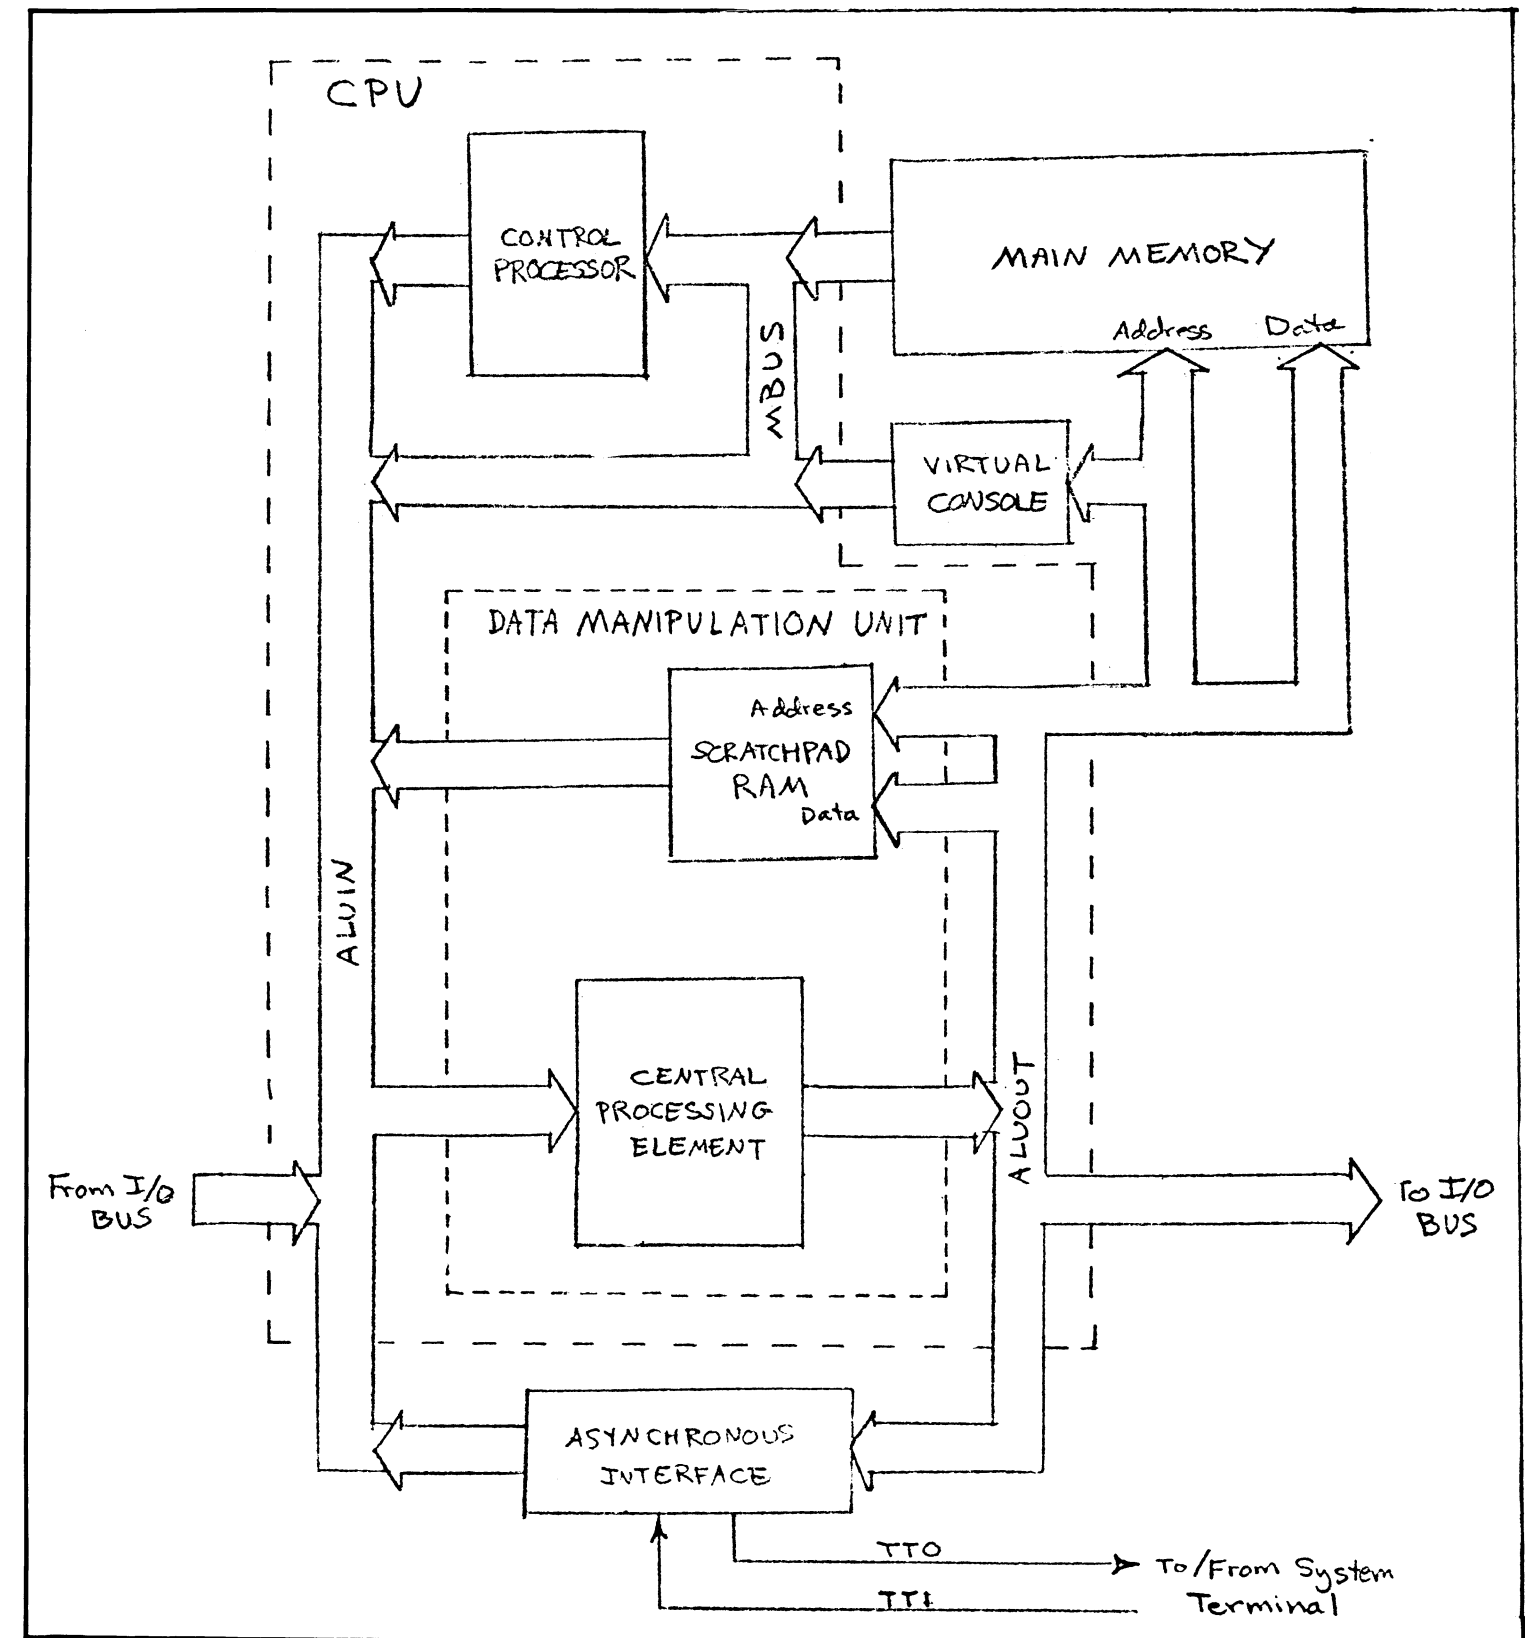 CPU
CONTROL
PROCESSOR
MAIN MEMORY
Address
Data
MBUS
VIRTUAL
CONSOLE
DATA MANIPULATION UNIT
Address
SCRATCHPAD
RAM
Data
ALUIN
CENTRAL
PROCESSING
ELEMENT
ALUOUT
From I/O
BUS
To I/O
BUS
ASYNCHRONOUS
INTERFACE
TTO
TTI
To/From System
Terminal